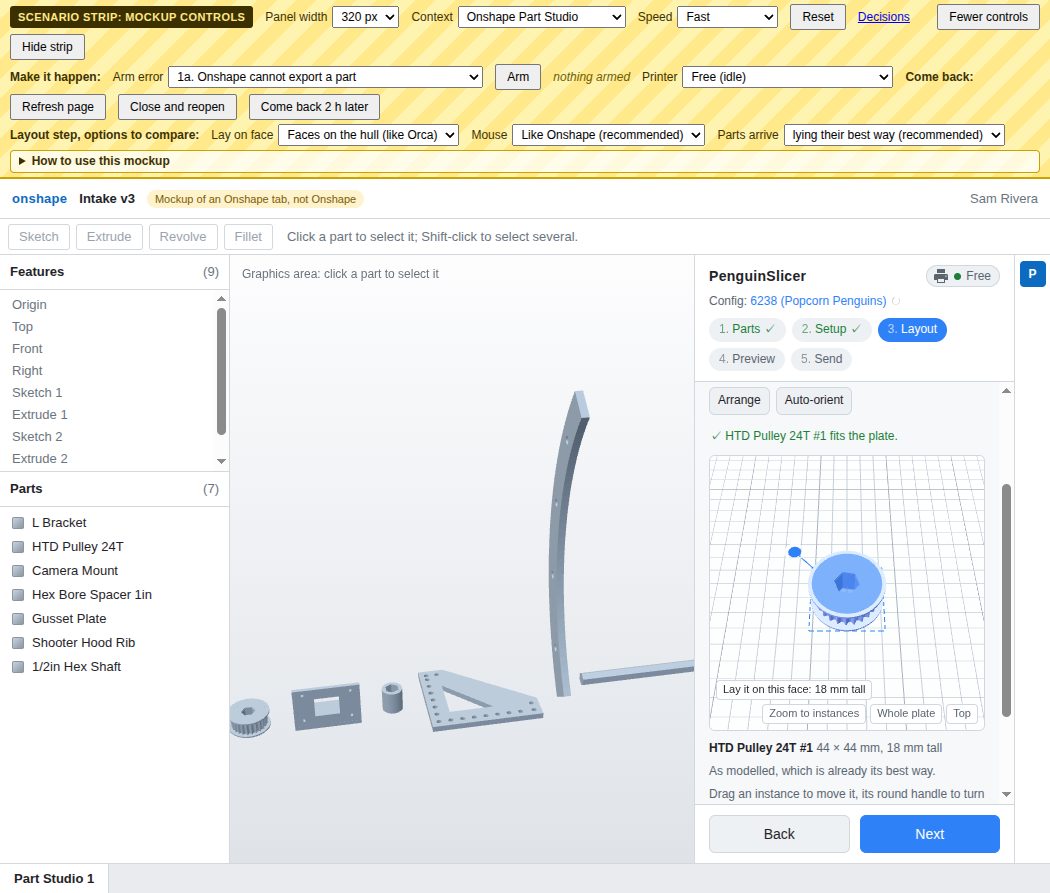 SCENARIO STRIP: MOCKUP CONTROLS Panel width 320 px Context Onshape Part Studio Speed Fast Reset Decisions Fewer controls
Hide strip
Make it happen: Arm error 1a. Onshape cannot export a part Arm nothing armed Printer Free (idle) Come back:
Refresh page Close and reopen Come back 2 h later
Layout step, options to compare: Lay on face Faces on the hull (like Orca) Mouse Like Onshape (recommended) Parts arrive lying their best way (recommended)
How to use this mockup
onshape Intake v3 Mockup of an Onshape tab, not Onshape Sam Rivera
Sketch Extrude Revolve Fillet Click a part to select it; Shift-click to select several.
Features (9)
Origin
Top
Front
Right
Sketch 1
Extrude 1
Sketch 2
Extrude 2
Parts (7)
L Bracket
HTD Pulley 24T
Camera Mount
Hex Bore Spacer 1in
Gusset Plate
Shooter Hood Rib
1/2in Hex Shaft
Graphics area: click a part to select it
PenguinSlicer Free
Config: 6238 (Popcorn Penguins)
1. Parts ✓ 2. Setup ✓ 3. Layout
4. Preview 5. Send
Arrange Auto-orient
✓ HTD Pulley 24T #1 fits the plate.
Lay it on this face: 18 mm tall
Zoom to instances Whole plate Top
HTD Pulley 24T #1 44 × 44 mm, 18 mm tall
As modelled, which is already its best way.
Drag an instance to move it, its round handle to turn
Back Next
P
Part Studio 1